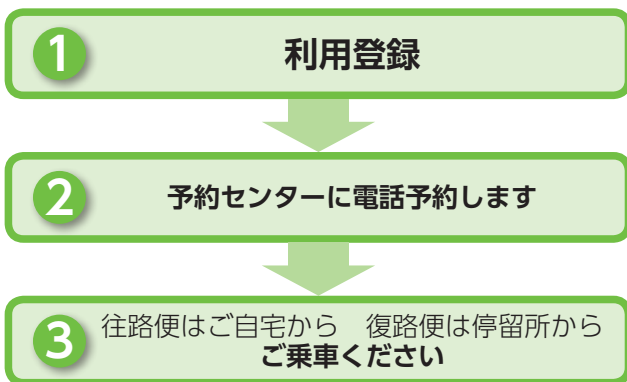 1 利用登録
2 予約センターに電話予約します
3 往路便はご自宅から　復路便は停留所から
ご乗車ください